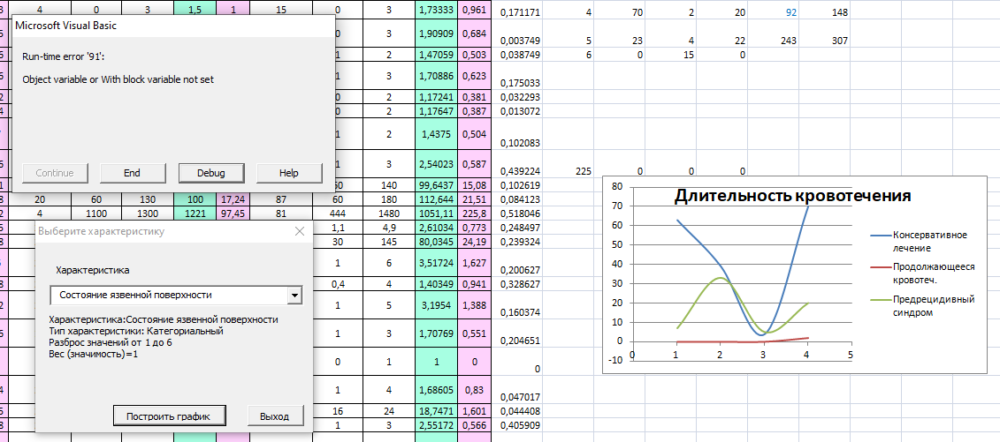 3 4 0 3 1,5 1 15 0 3 1,73333 0,961 0,171171 4 70 2 20 92 148
Microsoft Visual Basic
Run-time error '91':
Object variable or With block variable not set
Continue End Debug Help
3 1,90909 0,684 0,003749 5 23 4 22 243 307
2 1,47059 0,503 0,038749 6 0 15 0
3 1,70886 0,623 0,175033
2 1,17241 0,381 0,032293
2 1,17647 0,387 0,013072
2 1,4375 0,504 0,102083
3 2,54023 0,587 0,439224 225 0 0 0
140 99,6437 15,08 0,102619
20 60 130 100 17,24 87 60 180 112,644 21,51 0,084123
4 1100 1300 1221 97,45 81 444 1480 1051,11 225,8 0,518046
1,1 4,9 2,61034 0,773 0,248497
30 145 80,0345 24,19 0,239324
1 6 3,51724 1,627 0,200627
0,4 4 1,40349 0,941 0,328627
1 5 3,1954 1,388 0,160374
1 3 1,70769 0,551 0,204651
0 1 1 0 0
1 4 1,68605 0,83 0,047017
16 24 18,7471 1,601 0,044408
1 3 2,55172 0,566 0,405909
Выберите характеристику
Характеристика
Состояние язвенной поверхности
Характеристика:Состояние язвенной поверхности
Тип характеристики: Категориальный
Разброс значений от 1 до 6
Вес (значимость)=1
Построить график Выход
Длительность кровотечения
80
70
60
50
40
30
20
10
0
-10
0 1 2 3 4 5
Консервативное
лечение
Продолжающееся
кровотеч.
Предрецидивный
синдром